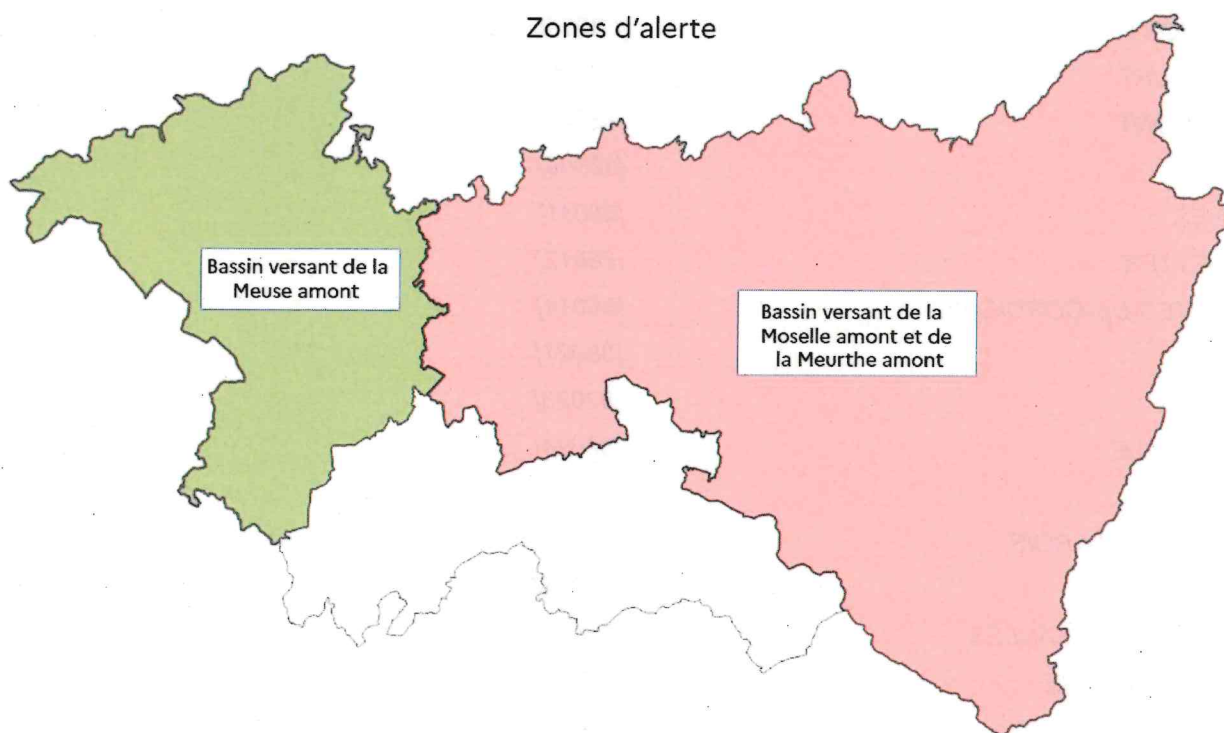 Zones d'alerte
Bassin versant de la
Meuse amont
Bassin versant de la
Moselle amont et de
la Meurthe amont